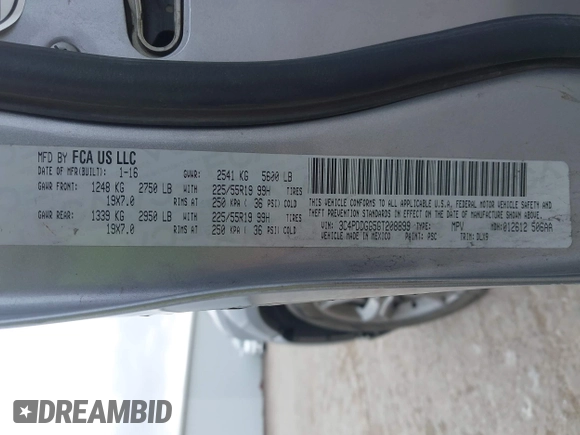 MFD BY FCA US LLC
DATE OF MFR(BUILT): 1-16 GVWR: 2541 KG 5600 LB
GAWR FRONT: 1248 KG 2750 LB WITH 225/55R19 99H TIRES
19X7.0 RIMS AT 250 KPA ( 36 PSI) COLD
GAWR REAR: 1339 KG 2950 LB WITH 225/55R19 99H TIRES
19X7.0 RIMS AT 250 KPA ( 36 PSI) COLD
THIS VEHICLE CONFORMS TO ALL APPLICABLE U.S.A. FEDERAL MOTOR VEHICLE SAFETY AND
THEFT PREVENTION STANDARDS IN EFFECT ON THE DATE OF MANUFACTURE SHOWN ABOVE.
VIN: 3C4PDDGG5GT208899 TYPE: MPV MDH: 012612 506AA
VEHICLE MADE IN MEXICO PAINT: PSC TRIM: DLX9
DREAMBID